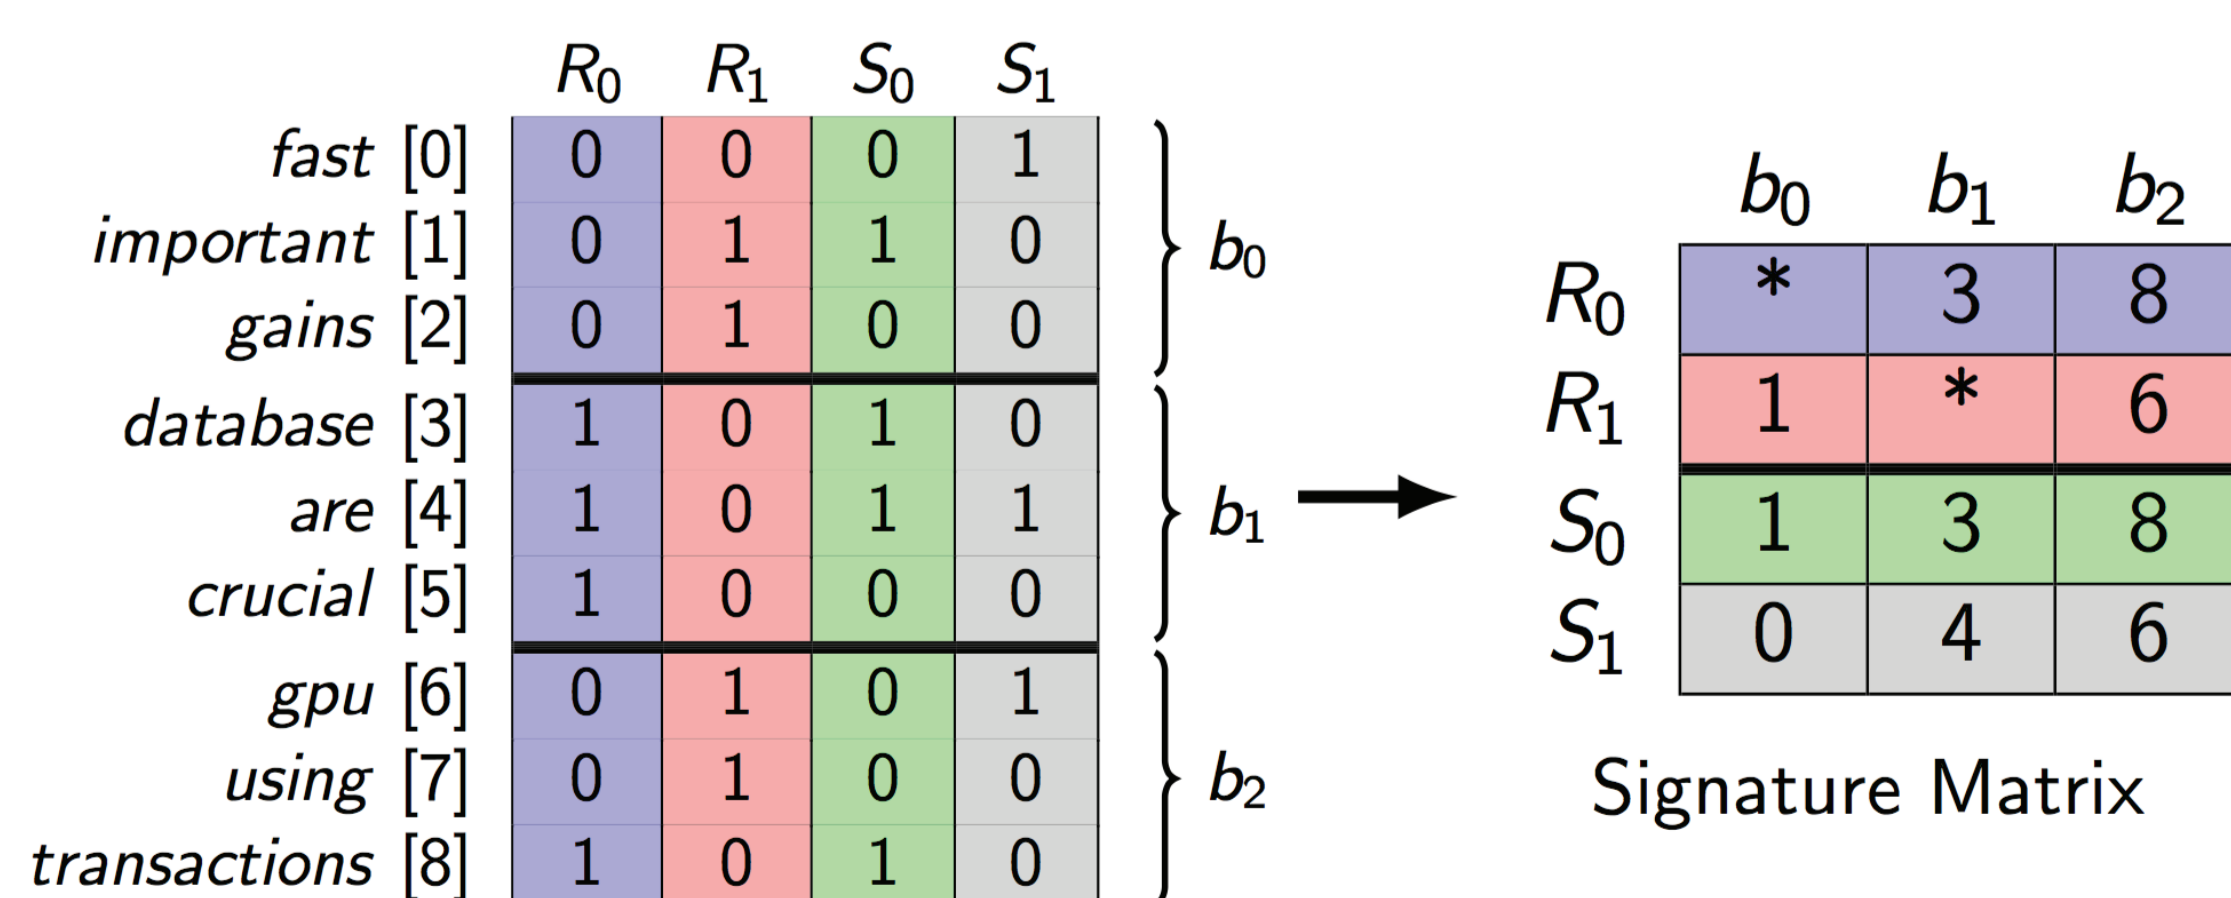 R0 R1 S0 S1
fast [0] 0 0 0 1
important [1] 0 1 1 0
gains [2] 0 1 0 0
b0
database [3] 1 0 1 0
are [4] 1 0 1 1
crucial [5] 1 0 0 0
b1
gpu [6] 0 1 0 1
using [7] 0 1 0 0
transactions [8] 1 0 1 0
b2
b0 b1 b2
R0 * 3 8
R1 1 * 6
S0 1 3 8
S1 0 4 6
Signature Matrix